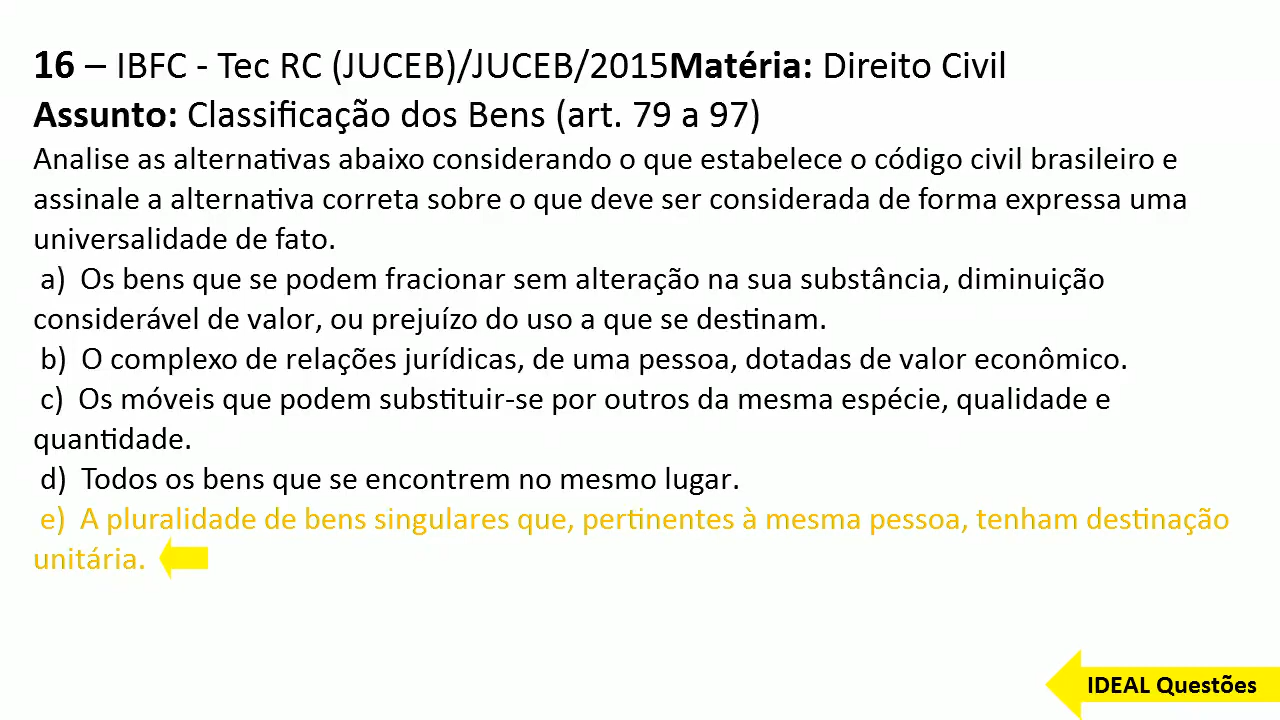 16 – IBFC - Tec RC (JUCEB)/JUCEB/2015Matéria: Direito Civil
Assunto: Classificação dos Bens (art. 79 a 97)
Analise as alternativas abaixo considerando o que estabelece o código civil brasileiro e
assinale a alternativa correta sobre o que deve ser considerada de forma expressa uma
universalidade de fato.
a) Os bens que se podem fracionar sem alteração na sua substância, diminuição
considerável de valor, ou prejuízo do uso a que se destinam.
b) O complexo de relações jurídicas, de uma pessoa, dotadas de valor econômico.
c) Os móveis que podem substituir-se por outros da mesma espécie, qualidade e
quantidade.
d) Todos os bens que se encontrem no mesmo lugar.
e) A pluralidade de bens singulares que, pertinentes à mesma pessoa, tenham destinação
unitária.
IDEAL Questões